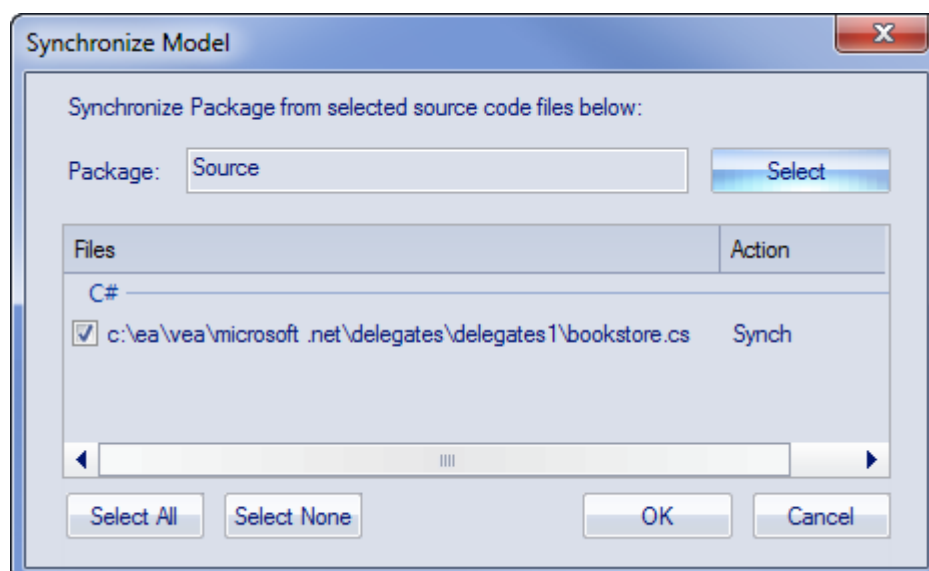 Synchronize Model
Synchronize Package from selected source code files below:
Package: Source Select
Files Action
C#
c:\ea\vea\microsoft .net\delegates\delegates1\bookstore.cs Synch
Select All Select None OK Cancel